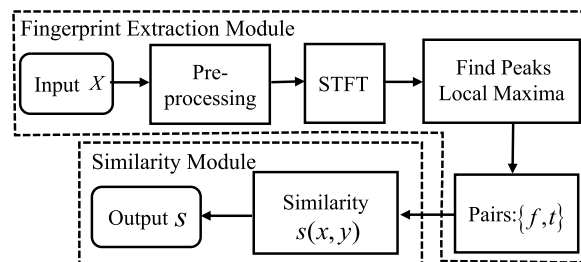 Fingerprint Extraction Module
Input X
Pre-
processing
STFT
Find Peaks
Local Maxima
Pairs:{f,t}
Similarity Module
Similarity
s(x, y)
Output s